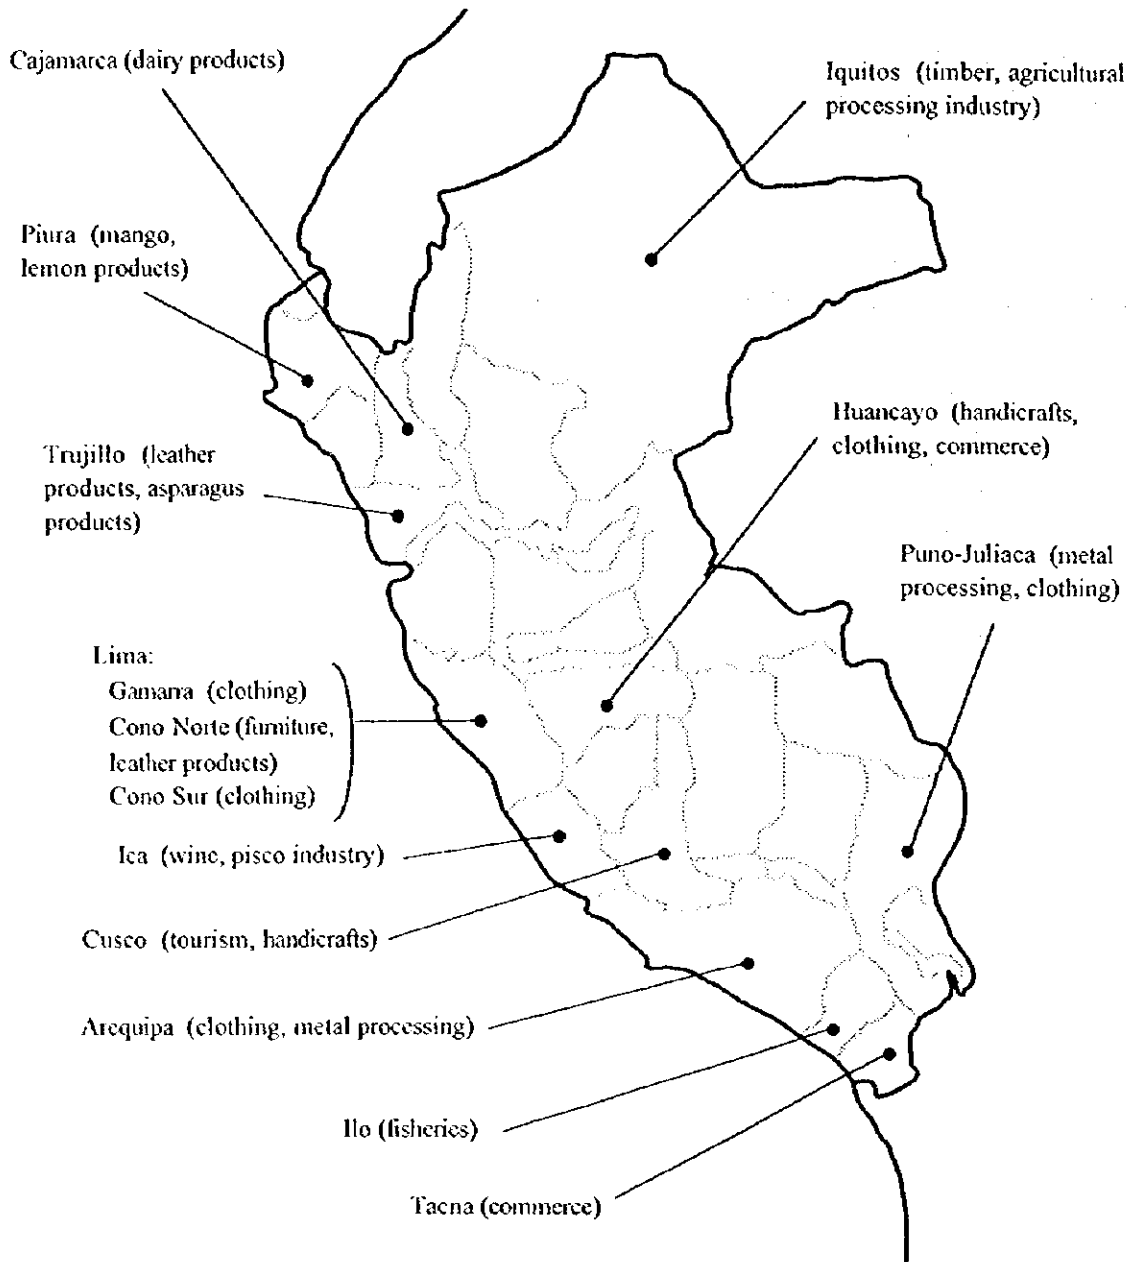 Cajamarca (dairy products)
Iquitos (timber, agricultural
processing industry)
Piura (mango,
lemon products)
Huancayo (handicrafts,
clothing, commerce)
Trujillo (leather
products, asparagus
products)
Puno-Juliaca (metal
processing, clothing)
Lima:
Gamarra (clothing)
Cono Norte (furniture,
leather products)
Cono Sur (clothing)
Ica (wine, pisco industry)
Cusco (tourism, handicrafts)
Arequipa (clothing, metal processing)
Ilo (fisheries)
Tacna (commerce)